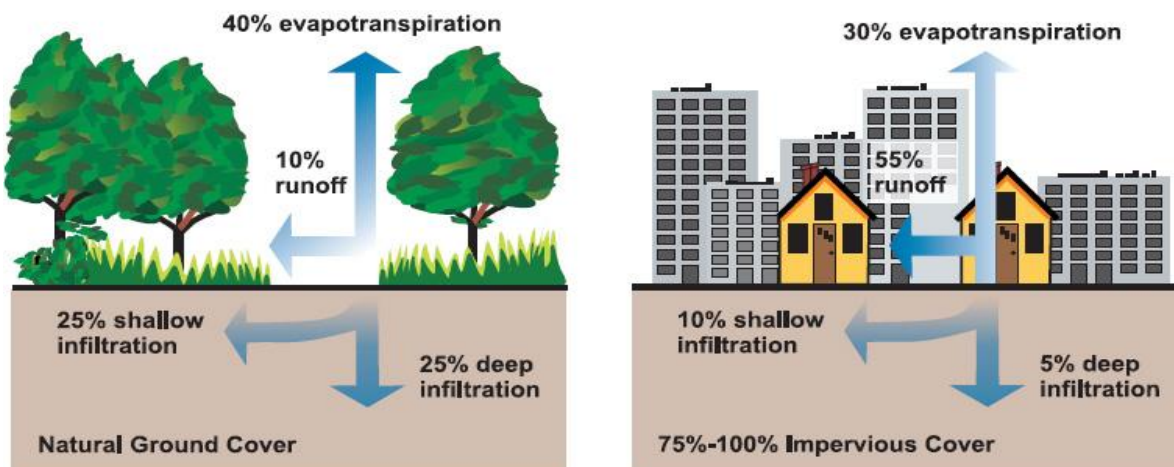 40% evapotranspiration
10%
runoff
25% shallow
infiltration
25% deep
infiltration
Natural Ground Cover
30% evapotranspiration
55%
runoff
10% shallow
infiltration
5% deep
infiltration
75%-100% Impervious Cover